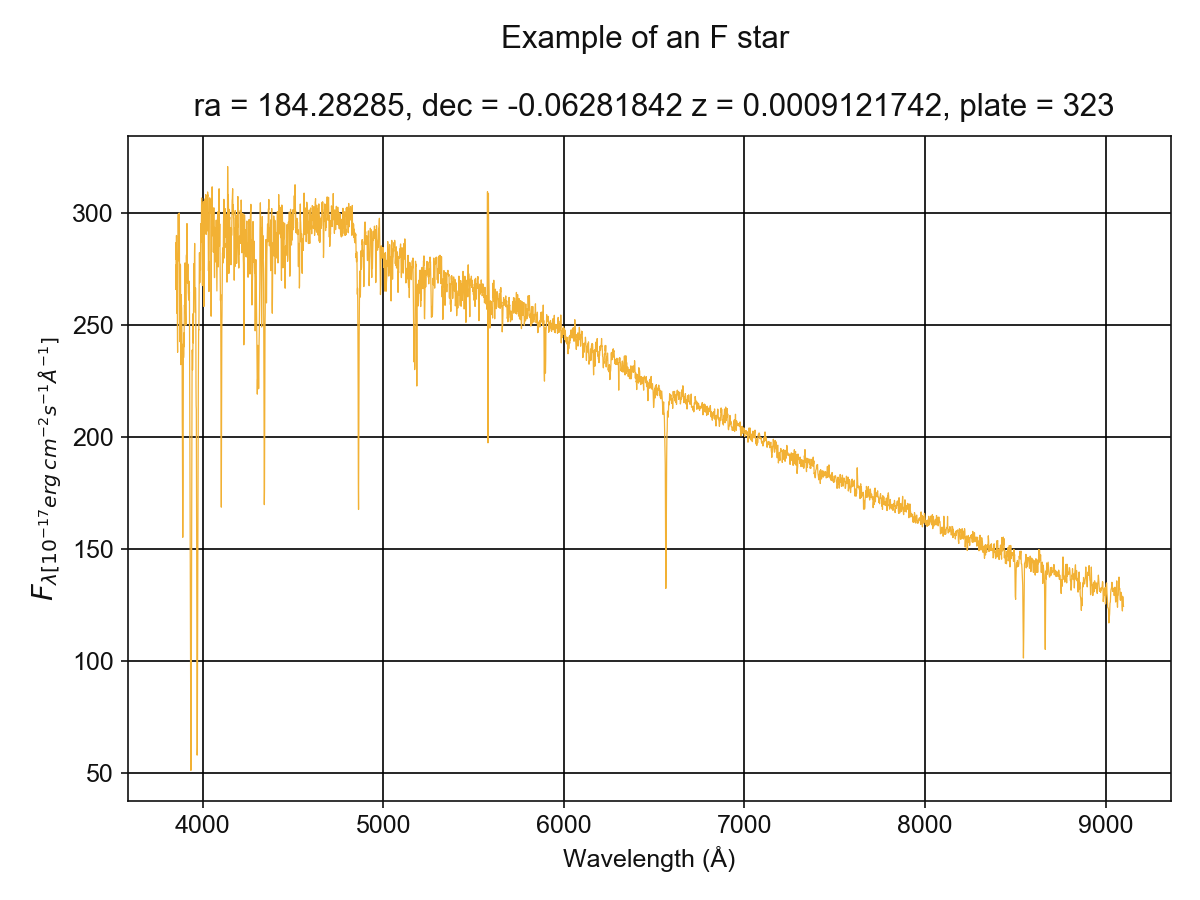 Example of an F star
ra = 184.28285, dec = -0.06281842 z = 0.0009121742, plate = 323
300
250
200
150
100
50
F_λ[10^−17 erg cm^−2 s^−1 Å^−1]
4000 5000 6000 7000 8000 9000
Wavelength (Å)